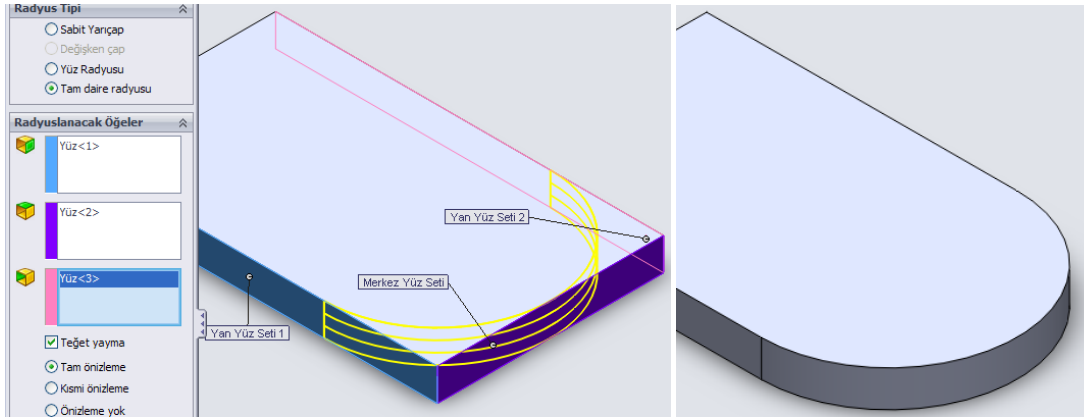 Radyus Tipi
Sabit Yarıçap
Değişken çap
Yüz Radyusu
Tam daire radyusu
Radyuslanacak Öğeler
Yüz<1>
Yüz<2>
Yüz<3>
Teğet yayma
Tam önizleme
Kısmi önizleme
Önizleme yok
Yan Yüz Seti 2
Merkez Yüz Seti
Yan Yüz Seti 1